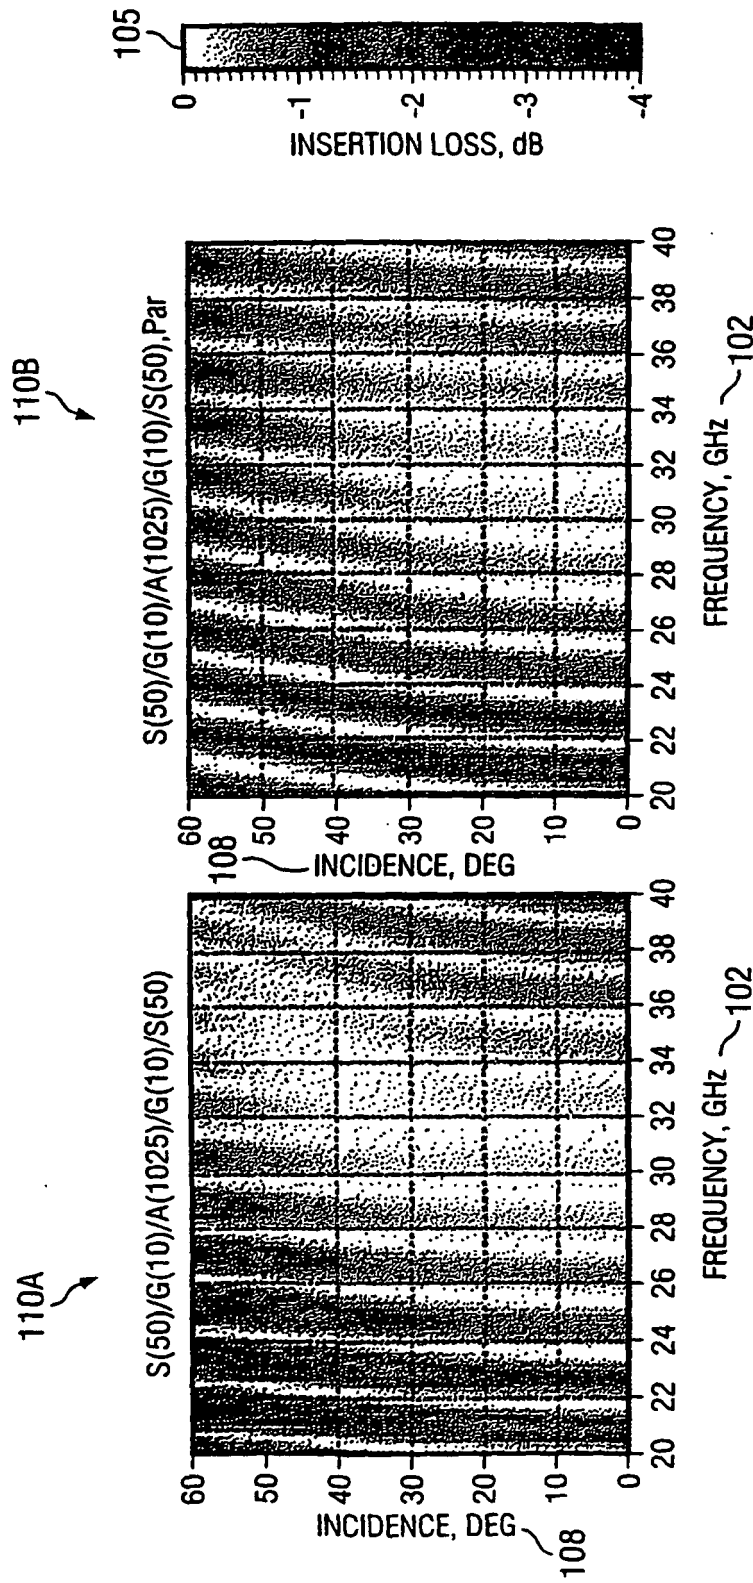 110A
S(50)/G(10)/A(1025)/G(10)/S(50)
60
50
40
30
20
10
0
INCIDENCE, DEG
108
20 22 24 26 28 30 32 34 36 38 40
FREQUENCY, GHz
102
110B
S(50)/G(10)/A(1025)/G(10)/S(50),Par
60
50
40
30
20
10
0
108
INCIDENCE, DEG
20 22 24 26 28 30 32 34 36 38 40
FREQUENCY, GHz
102
105
0
-1
-2
-3
-4
INSERTION LOSS, dB